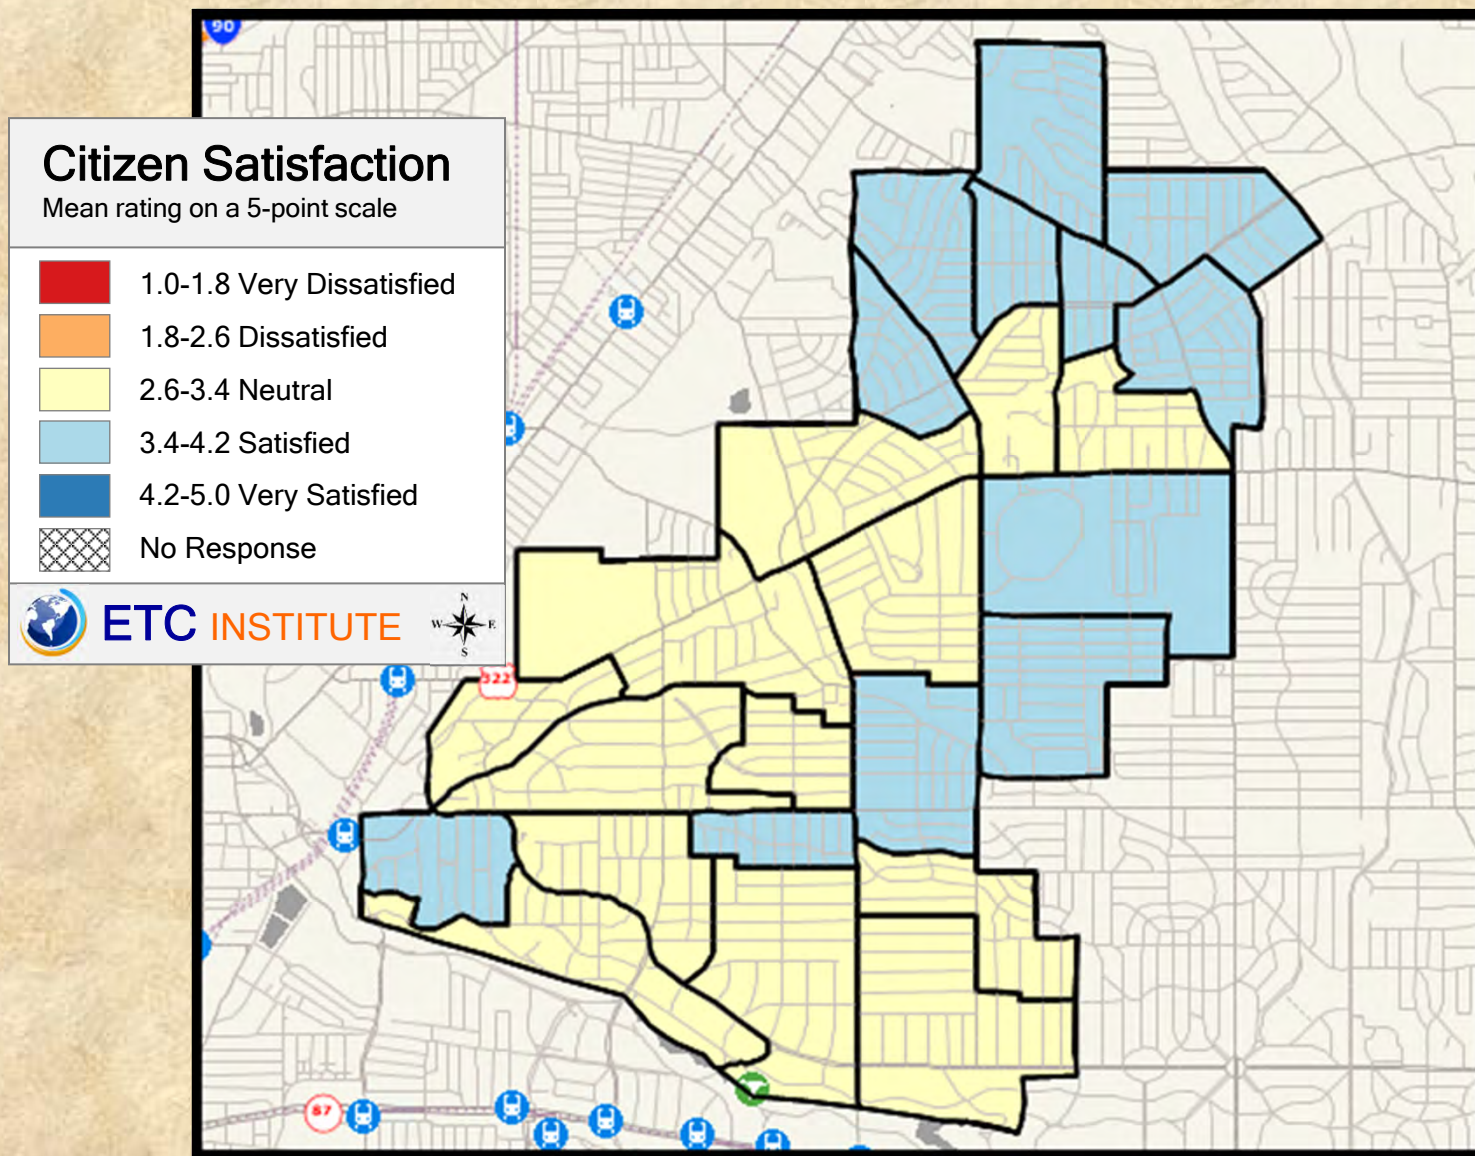 90
Citizen Satisfaction
Mean rating on a 5-point scale
1.0-1.8 Very Dissatisfied
1.8-2.6 Dissatisfied
2.6-3.4 Neutral
3.4-4.2 Satisfied
4.2-5.0 Very Satisfied
No Response
ETC INSTITUTE
N
W E
S
322
87